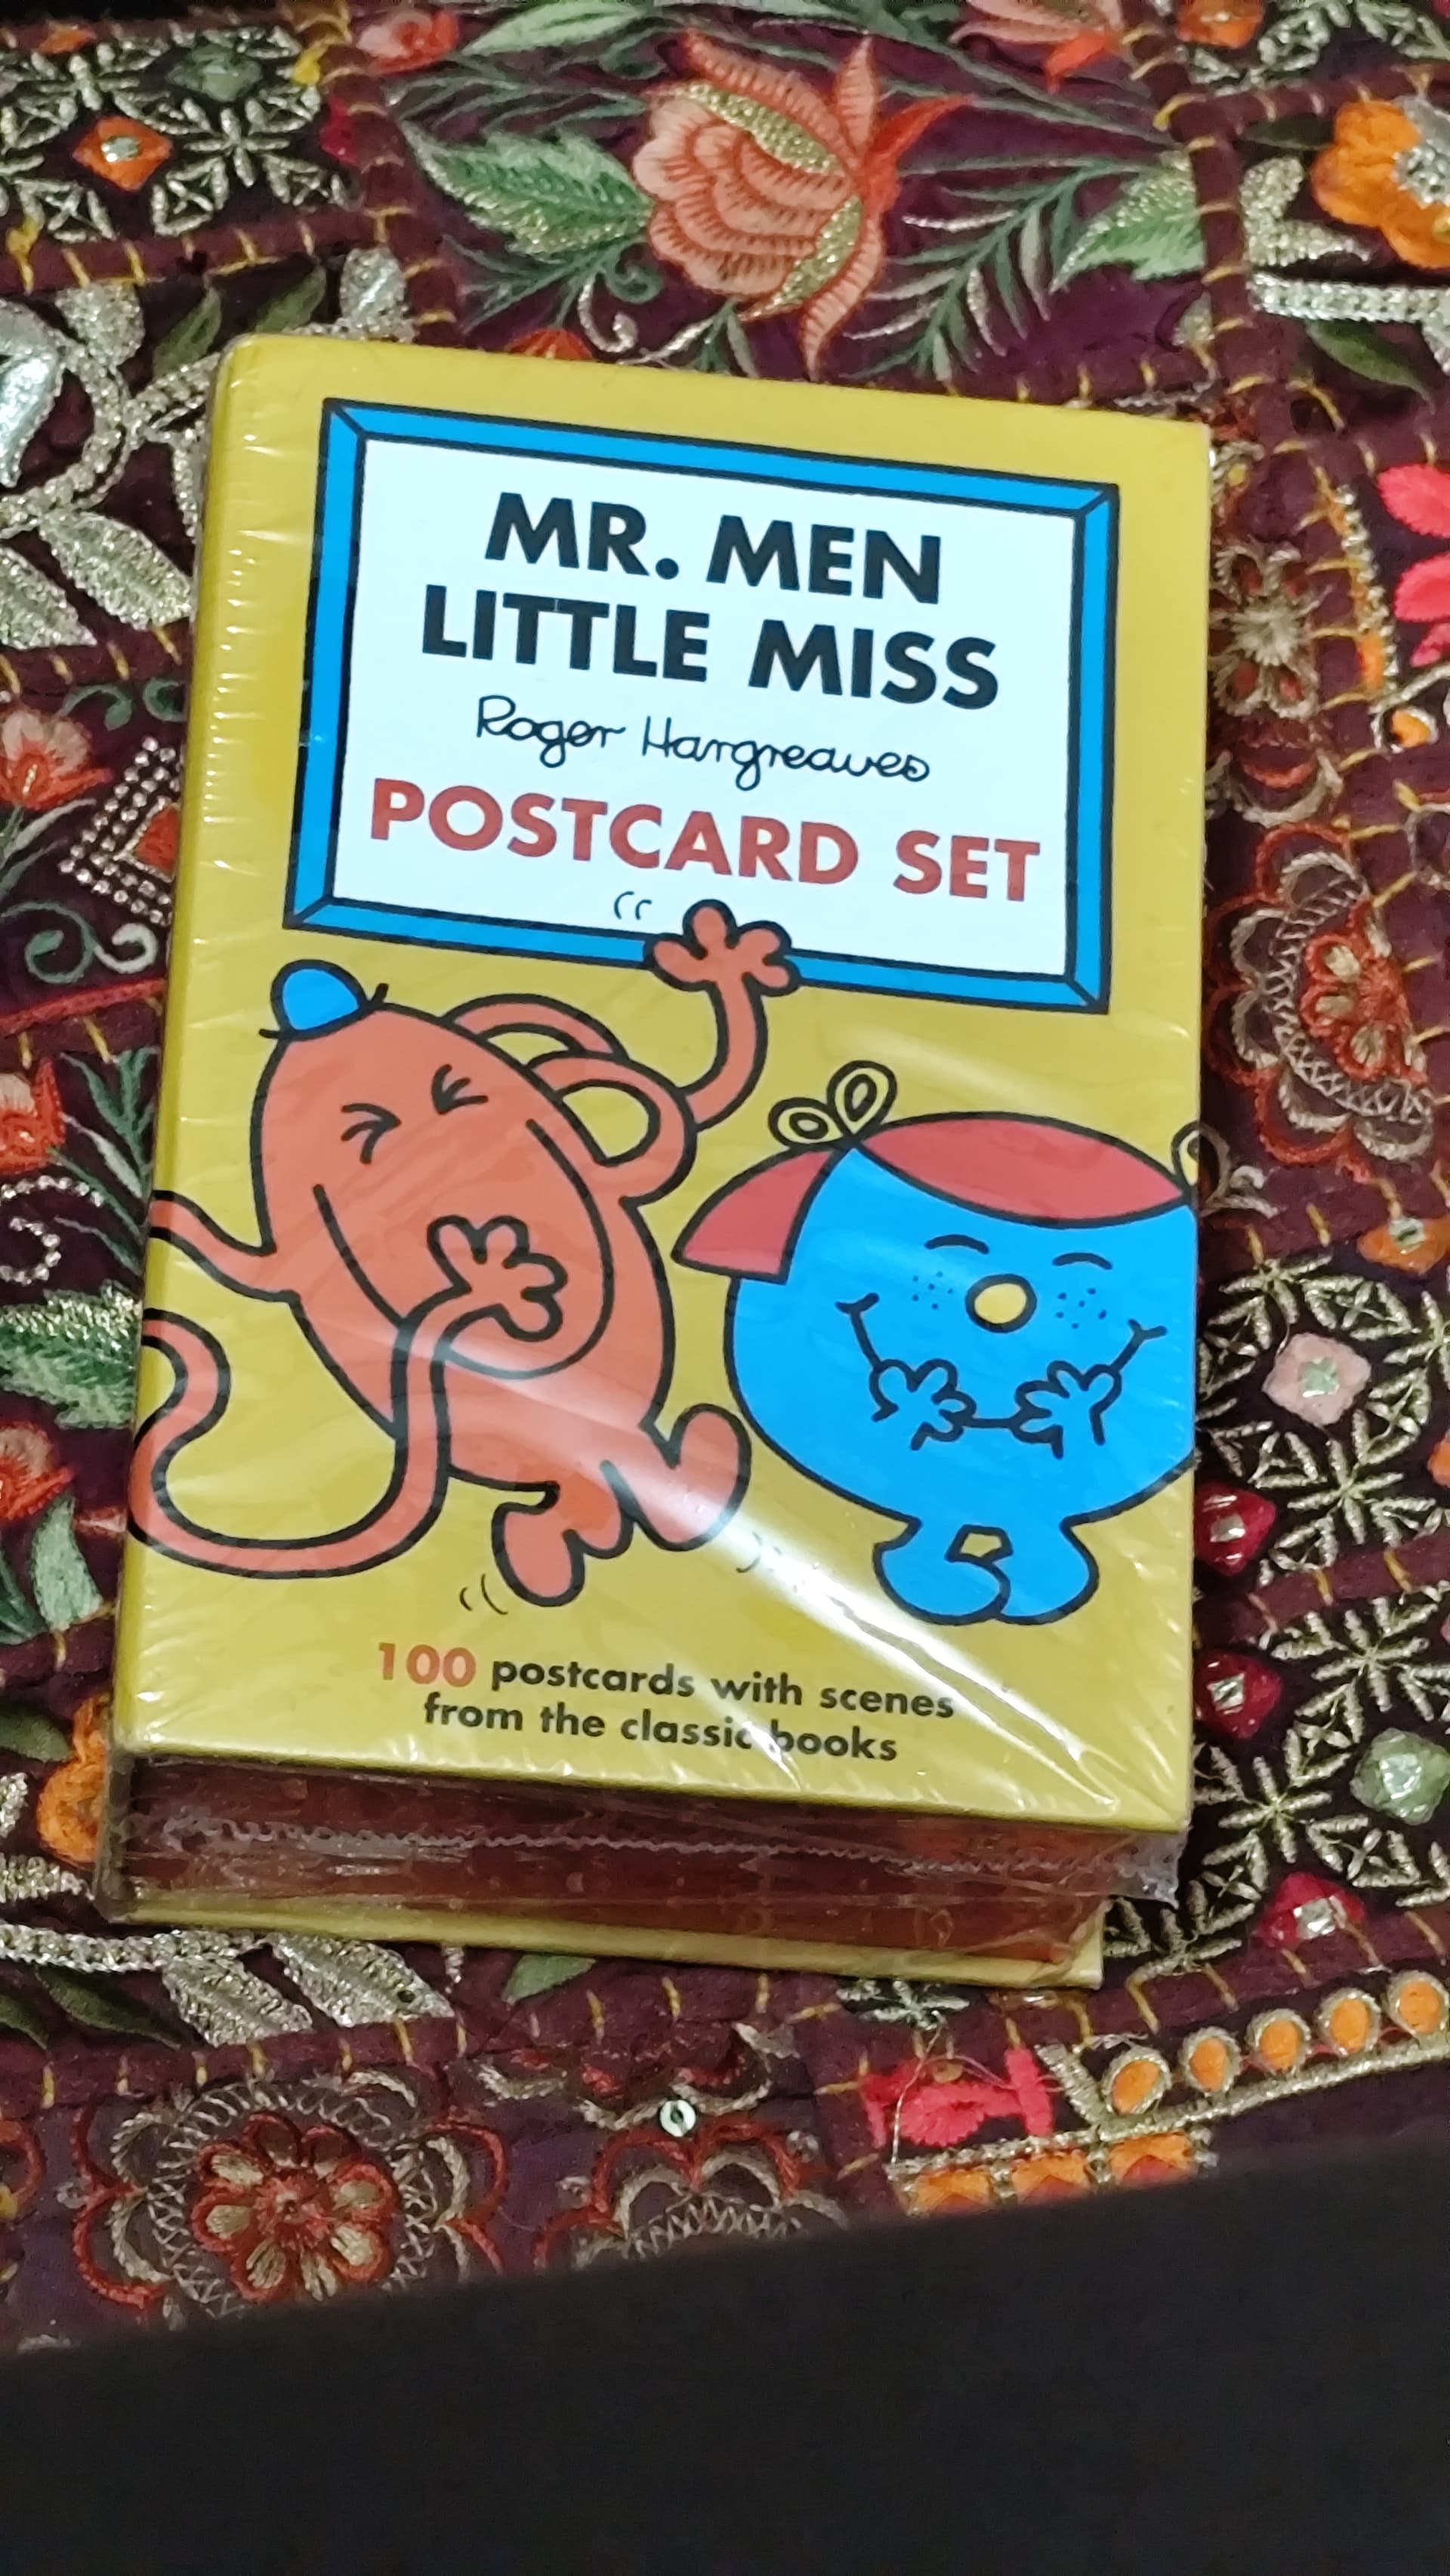 MR. MEN
LITTLE MISS
Roger Hargreaves
POSTCARD SET
100 postcards with scenes
from the classic books